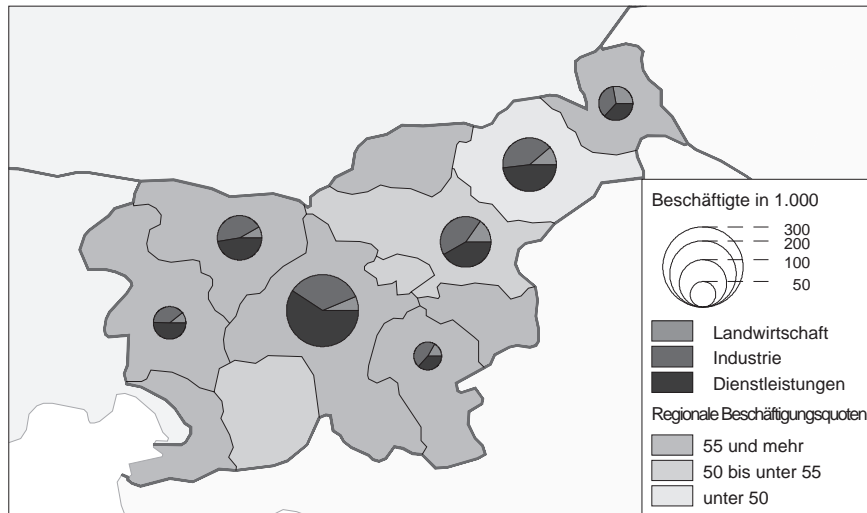 Beschäftigte in 1.000
300
200
100
50
Landwirtschaft
Industrie
Dienstleistungen
Regionale Beschäftigungsquoten
55 und mehr
50 bis unter 55
unter 50